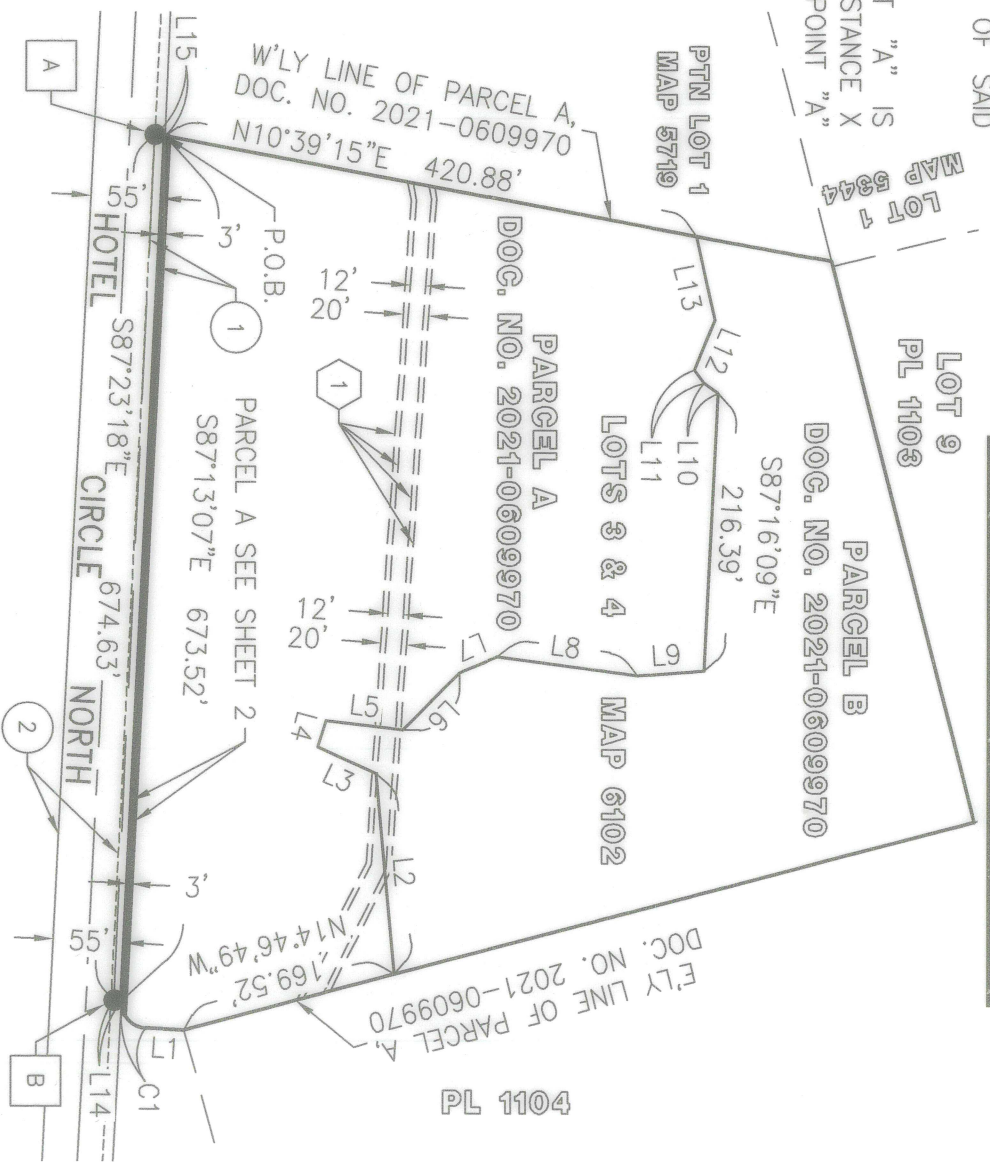 OF SAID
T "A" IS
STANCE X
POINT "A"
LOT 1
MAP 5344
LOT 9
PL 1103
PTN LOT 1
MAP 5719
W'LY LINE OF PARCEL A,
DOC. NO. 2021-0609970
N10°39'15"E 420.88'
PARCEL B
DOC. NO. 2021-0609970
S87°16'09"E
216.39'
L13
L12
L10
L11
LOTS 3 & 4 MAP 6102
PARCEL A
DOC. NO. 2021-0609970
L9
L8
L7
L6
L5
L4
L3
L2
12'
20'
1
12'
20'
L15
A
P.O.B.
55'
3'
1
PARCEL A SEE SHEET 2
S87°13'07"E 673.52'
S87°23'18"E 674.63'
HOTEL CIRCLE NORTH
2
3'
55'
N14°46'49"W
169.52'
E'LY LINE OF PARCEL A,
DOC. NO. 2021-0609970
L1
C1
L14
B
PL 1104